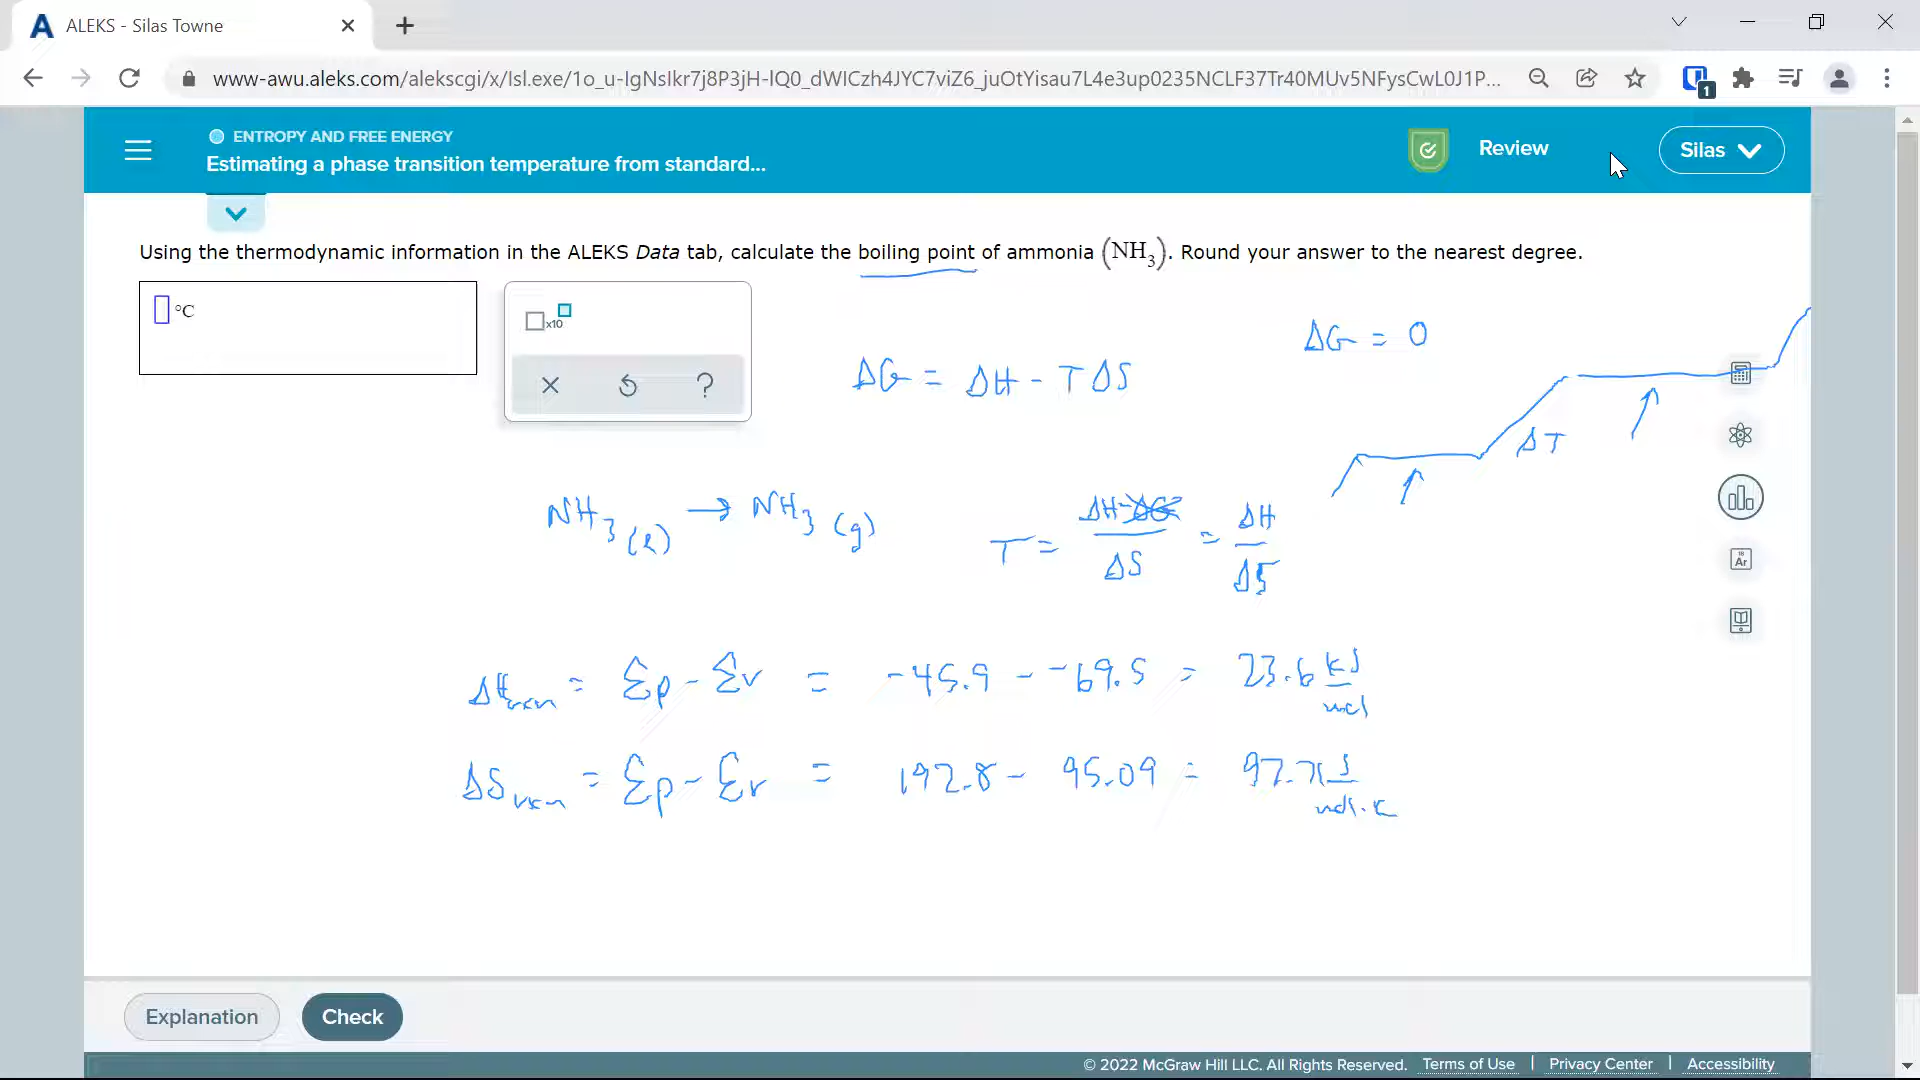 ALEKS - Silas Towne
www-awu.aleks.com/alekscgi/x/Isl.exe/1o_u-IgNsIkr7j8P3jH-lQ0_dWICzh4JYC7viZ6_juOtYisau7L4e3up0235NCLF37Tr40MUv5NFysCwL0J1P...
1
ENTROPY AND FREE ENERGY
Estimating a phase transition temperature from standard...
Review
Silas
Using the thermodynamic information in the ALEKS Data tab, calculate the boiling point of ammonia (NH3). Round your answer to the nearest degree.
°C
x10
?
ΔG = 0
ΔG = ΔH - TΔS
ΔT
NH3(l) → NH3(g)
T = ΔH-ΔG / ΔS = ΔH / ΔS
Ar
ΔHrxn = Σp - Σr = -45.9 - -69.5 = 23.6 kJ/mol
ΔSrxn = Σp - Σr = 192.8 - 95.09 = 97.71 J/mol·K
Explanation
Check
© 2022 McGraw Hill LLC. All Rights Reserved. Terms of Use | Privacy Center | Accessibility